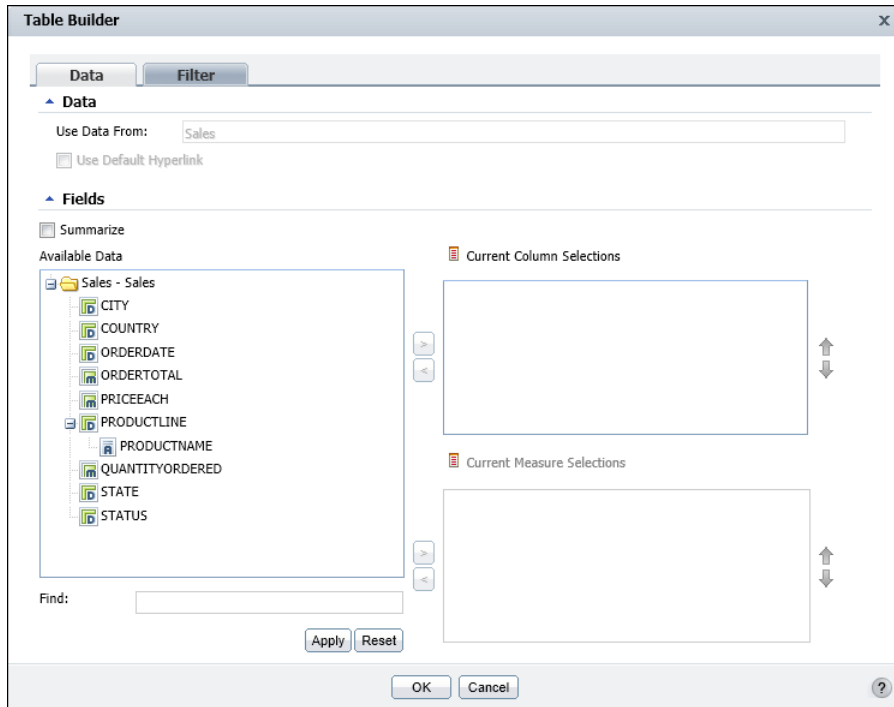 Table Builder
x
Data
Filter
Data
Use Data From:
Sales
Use Default Hyperlink
Fields
Summarize
Available Data
Current Column Selections
Sales - Sales
D CITY
D COUNTRY
D ORDERDATE
m ORDERTOTAL
m PRICEEACH
D PRODUCTLINE
A PRODUCTNAME
m QUANTITYORDERED
D STATE
D STATUS
>
<
Current Measure Selections
>
<
Find:
Apply
Reset
OK
Cancel
?